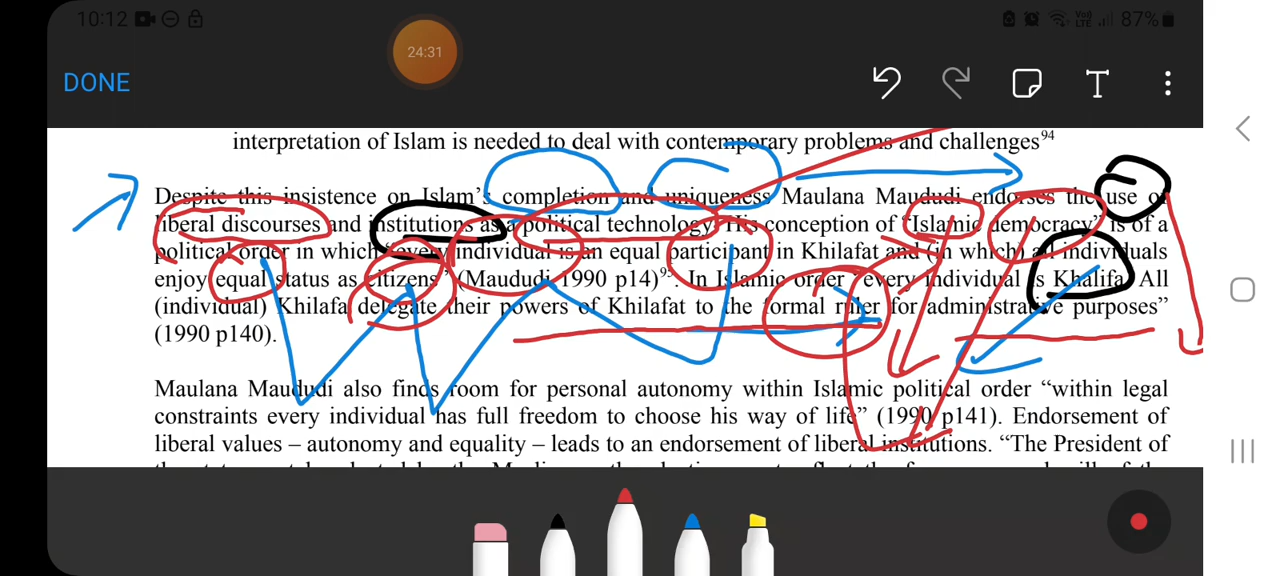 10:12
Vo))
LTE
87%
24:31
DONE
T
interpretation of Islam is needed to deal with contemporary problems and challenges94
Despite this insistence on Islam's completion and uniqueness Maulana Maududi endorses the use of
liberal discourses and institutions as a political technology. His conception of "Islamic democracy" is of a
political order in which "every individual is an equal participant in Khilafat and (in which) all individuals
enjoy equal status as citizens" (Maududi 1990 p14)95. In Islamic order "every individual is Khalifa. All
(individual) Khilafa delegate their powers of Khilafat to the formal ruler for administrative purposes"
(1990 p140).
Maulana Maududi also finds room for personal autonomy within Islamic political order "within legal
constraints every individual has full freedom to choose his way of life" (1990 p141). Endorsement of
liberal values – autonomy and equality – leads to an endorsement of liberal institutions. "The President of